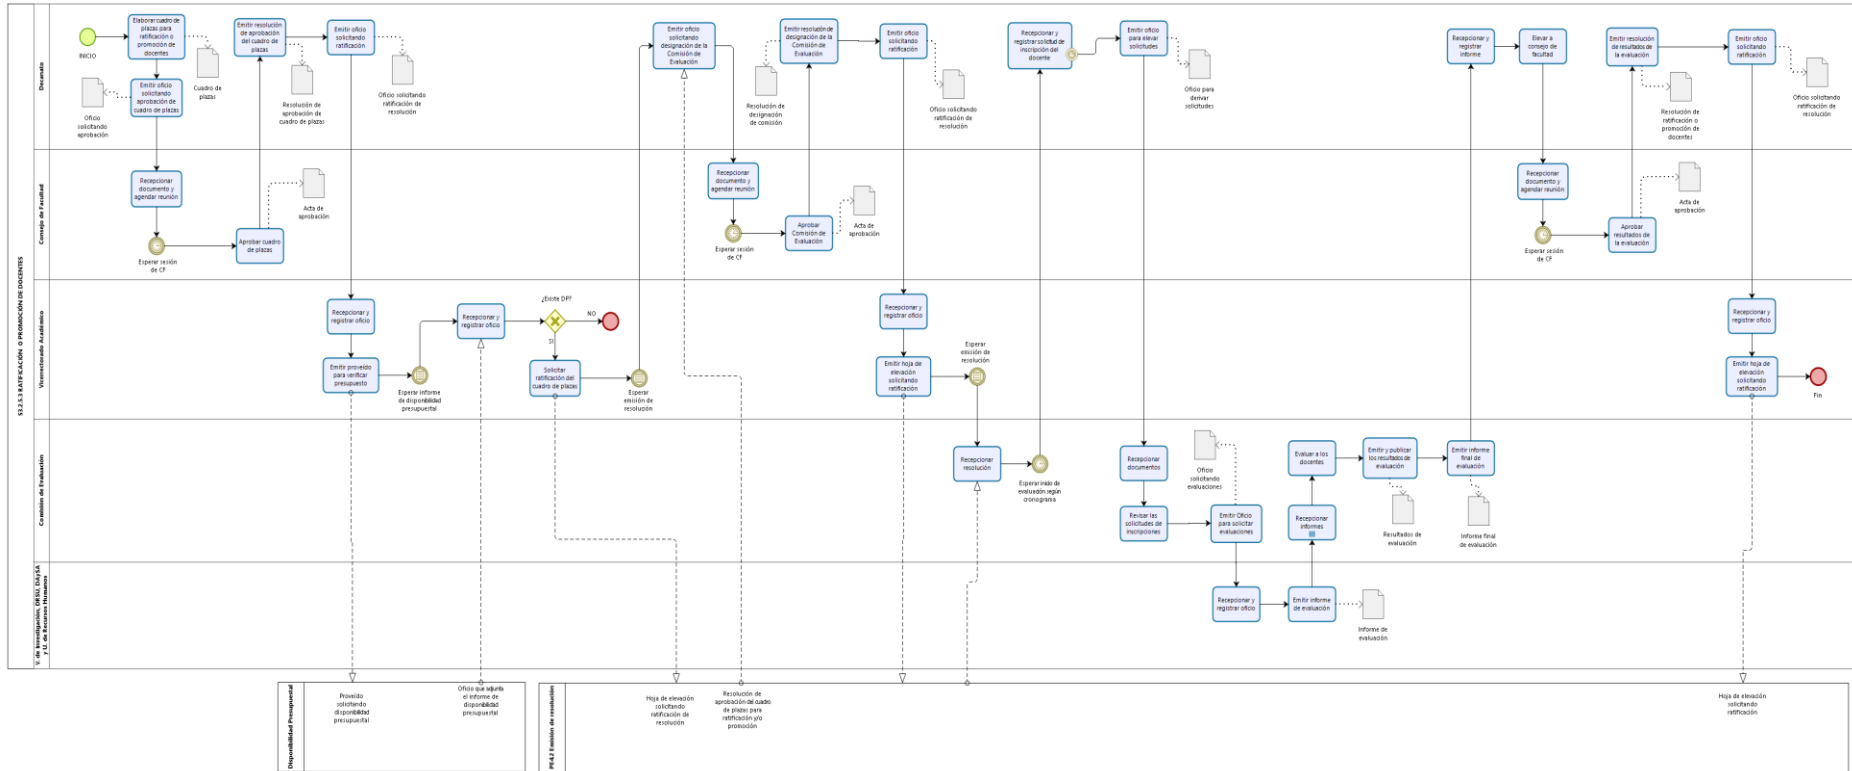 S3.2.5.3 RATIFICACIÓN O PROMOCIÓN DE DOCENTES
Decanato
INICIO
Elaborar cuadro de
plazas para
ratificación o
promoción de
docentes
Cuadro de
plazas
Emitir oficio
solicitando
aprobación de
cuadro de plazas
Oficio
solicitando
aprobación
Emitir resolución
de aprobación
del cuadro de
plazas
Resolución de
aprobación de
cuadro de plazas
Emitir oficio
solicitando
ratificación
Oficio solicitando
ratificación de
resolución
Emitir oficio
solicitando
designación de la
Comisión de
Evaluación
Emitir resolución de
designación de la
Comisión de
Evaluación
Resolución de
designación
de comisión
Emitir oficio
solicitando
ratificación
Oficio solicitando
ratificación de
resolución
Recepcionar y
registrar solicitud de
inscripción del
docente
Emitir oficio
para elevar
solicitudes
Oficio para
derivar
solicitudes
Recepcionar y
registrar
informe
Elevar a
consejo de
facultad
Emitir resolución
de resultados de
la evaluación
Resolución de
ratificación o
promoción de
docentes
Emitir oficio
solicitando
ratificación
Oficio solicitando
ratificación de
resolución
Consejo de Facultad
Recepcionar
documento y
agendar reunión
Esperar sesión
de CF
Aprobar cuadro
de plazas
Acta de
aprobación
Recepcionar
documento y
agendar reunión
Esperar sesión
de CF
Aprobar
Comisión de
Evaluación
Acta de
aprobación
Recepcionar
documento y
agendar reunión
Esperar sesión
de CF
Aprobar
resultados de
la evaluación
Acta de
aprobación
Vicerrectorado Académico
Recepcionar y
registrar oficio
Emitir proveído
para verificar
presupuesto
Esperar informe
de disponibilidad
presupuestal
Recepcionar y
registrar oficio
¿Existe DP?
NO
SI
Solicitar
ratificación del
cuadro de plazas
Esperar
emisión de
resolución
Recepcionar y
registrar oficio
Emitir hoja de
elevación
solicitando
ratificación
Esperar
emisión de
resolución
Recepcionar y
registrar oficio
Emitir hoja de
elevación
solicitando
ratificación
Fin
Comisión de Evaluación
Recepcionar
resolución
Esperar inicio de
evaluación según
cronograma
Recepcionar
documentos
Revisar las
solicitudes de
inscripciones
Oficio
solicitando
evaluaciones
Emitir Oficio
para solicitar
evaluaciones
Evaluar a los
docentes
Recepcionar
informes
Emitir y publicar
los resultados de
evaluación
Resultados de
evaluación
Emitir informe
final de
evaluación
Informe final
de evaluación
V. de Investigación, DRSU, DAySA
y U. de Recursos Humanos
Recepcionar y
registrar oficio
Emitir informe
de evaluación
Informe de
evaluación
Disponibilidad Presupuestal
Proveído
solicitando
disponibilidad
presupuestal
Oficio que adjunta
el informe de
disponibilidad
presupuestal
PE4.2 Emisión de resolución
Hoja de elevación
solicitando
ratificación de
resolución
Resolución de
aprobación del cuadro
de plazas para
ratificación y/o
promoción
Hoja de elevación
solicitando
ratificación